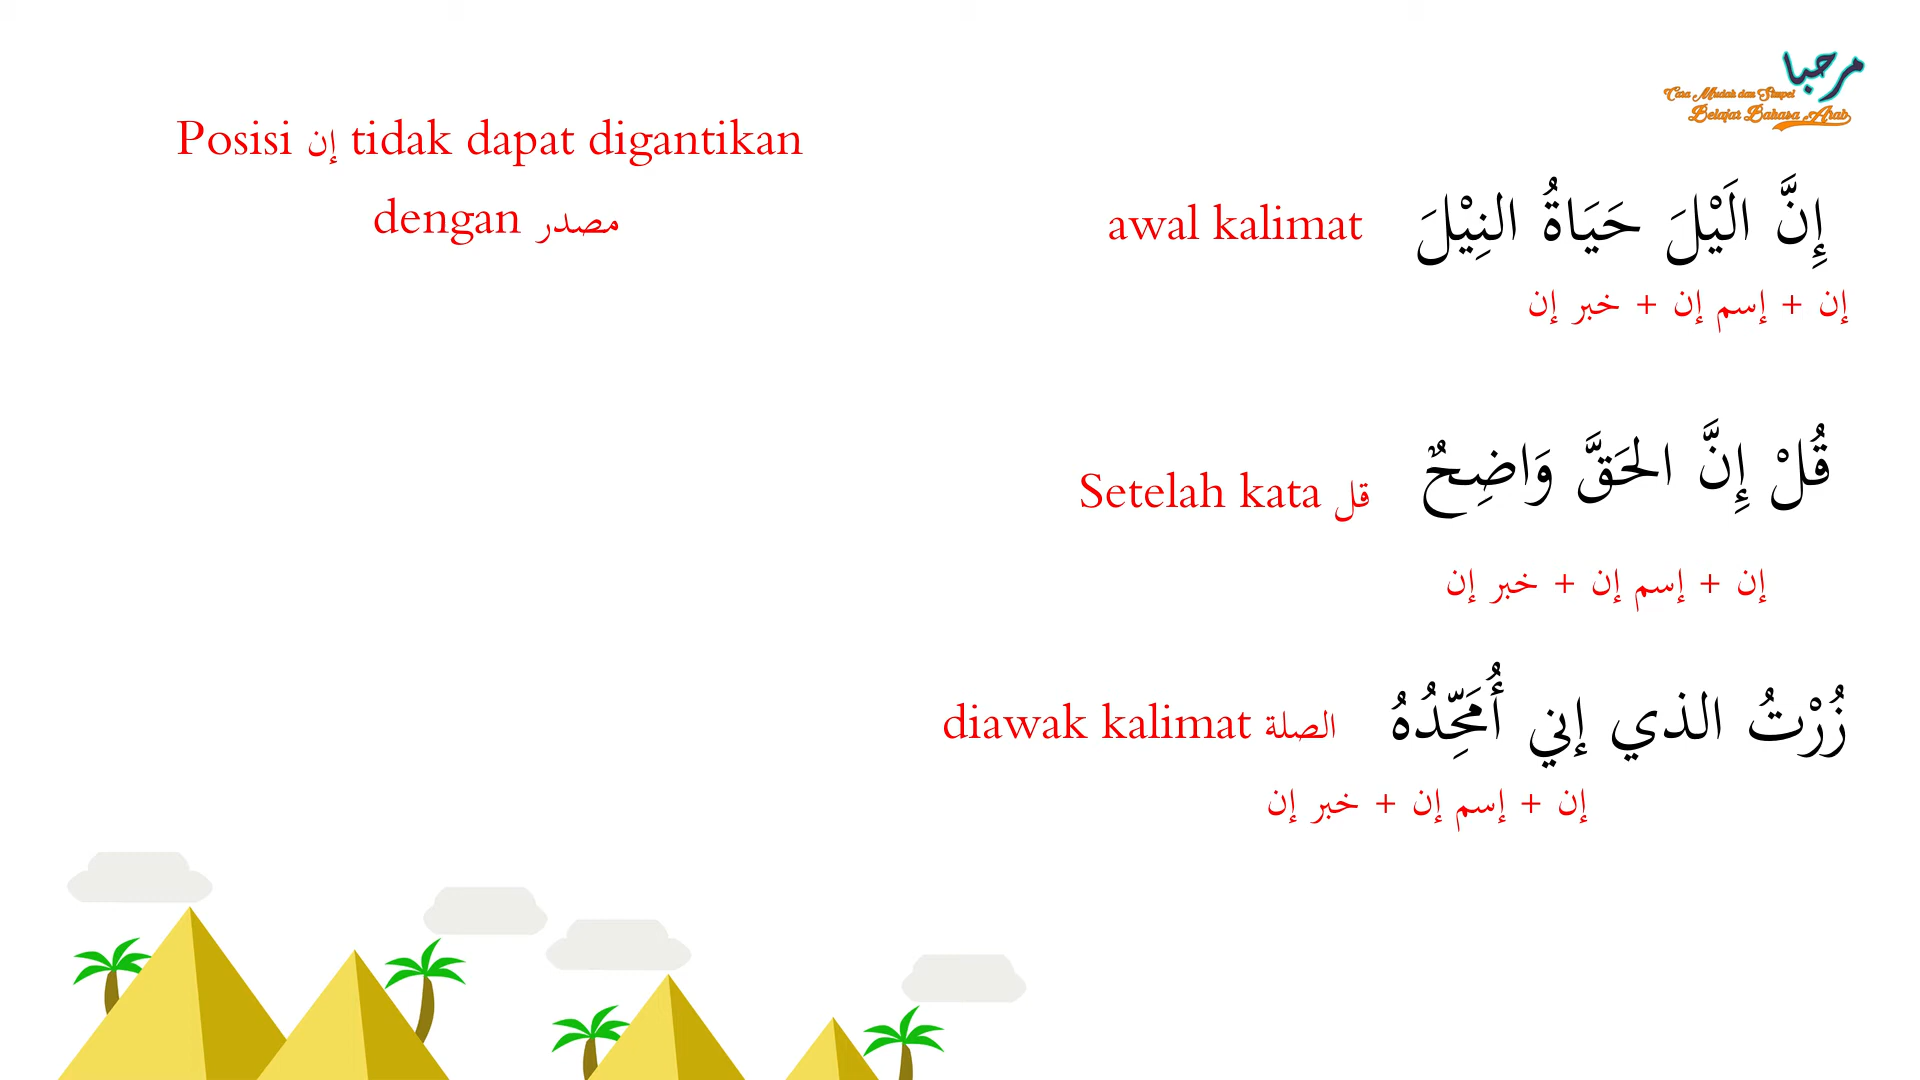 مرحبا
Cara Mudah dan Simpel
Belajar Bahasa Arab
Posisi إن tidak dapat digantikan
dengan مصدر
إِنَّ الَيْلَ حَيَاةُ النِيْلَ
awal kalimat
إن + إسم إن + خبر إن
قُلْ إِنَّ الحَقَّ وَاضِحٌ
Setelah kata قل
إن + إسم إن + خبر إن
زُرْتُ الذي إني أُمَجِّدُهُ
diawak kalimat الصلة
إن + إسم إن + خبر إن